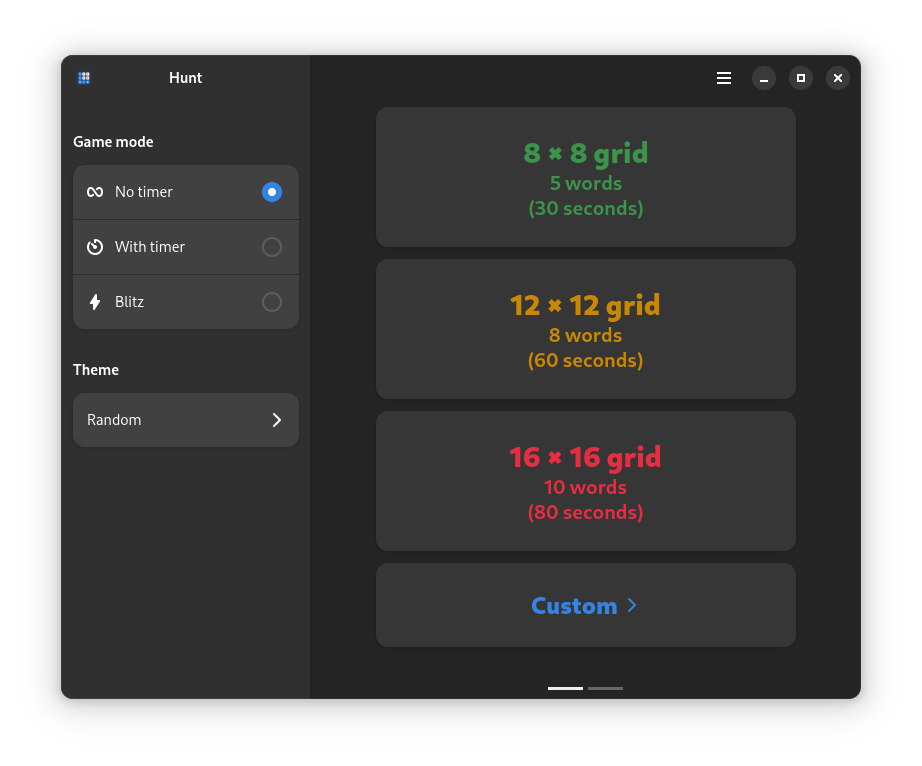 Hunt
Game mode
No timer
With timer
Blitz
Theme
Random
8 × 8 grid
5 words
(30 seconds)
12 × 12 grid
8 words
(60 seconds)
16 × 16 grid
10 words
(80 seconds)
Custom